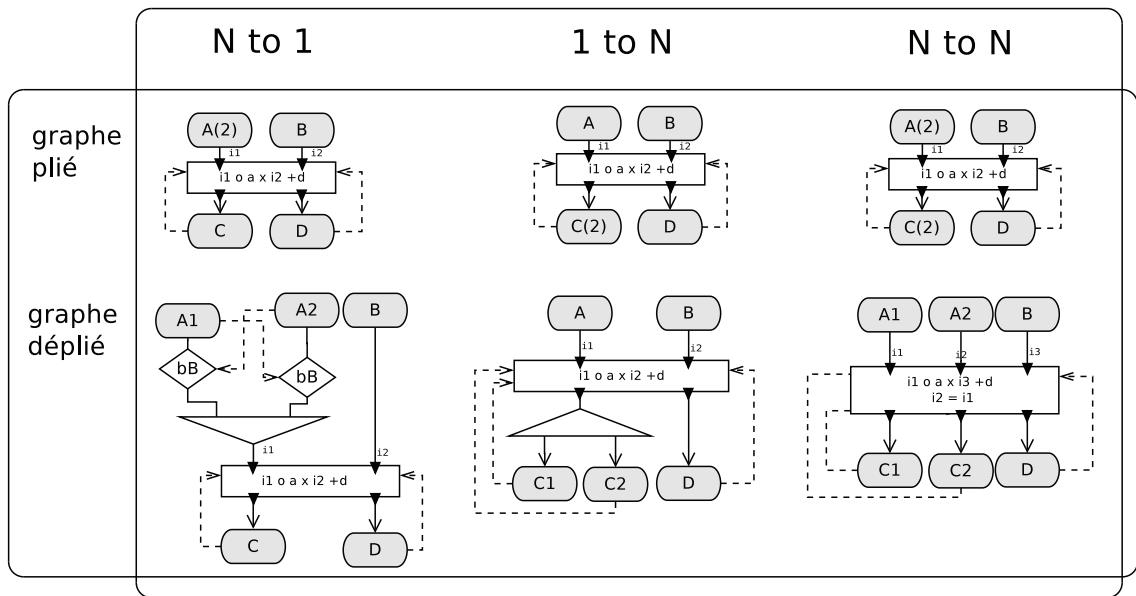 N to 1
1 to N
N to N
graphe
plié
A(2)
B
i1
i2
i1 o a x i2 +d
C
D
A
B
i1
i2
i1 o a x i2 +d
C(2)
D
A(2)
B
i1
i2
i1 o a x i2 +d
C(2)
D
graphe
déplié
A1
A2
B
bB
bB
i1
i2
i1 o a x i2 +d
C
D
A
B
i1
i2
i1 o a x i2 +d
C1
C2
D
A1
A2
B
i1
i2
i3
i1 o a x i3 +d
i2 = i1
C1
C2
D